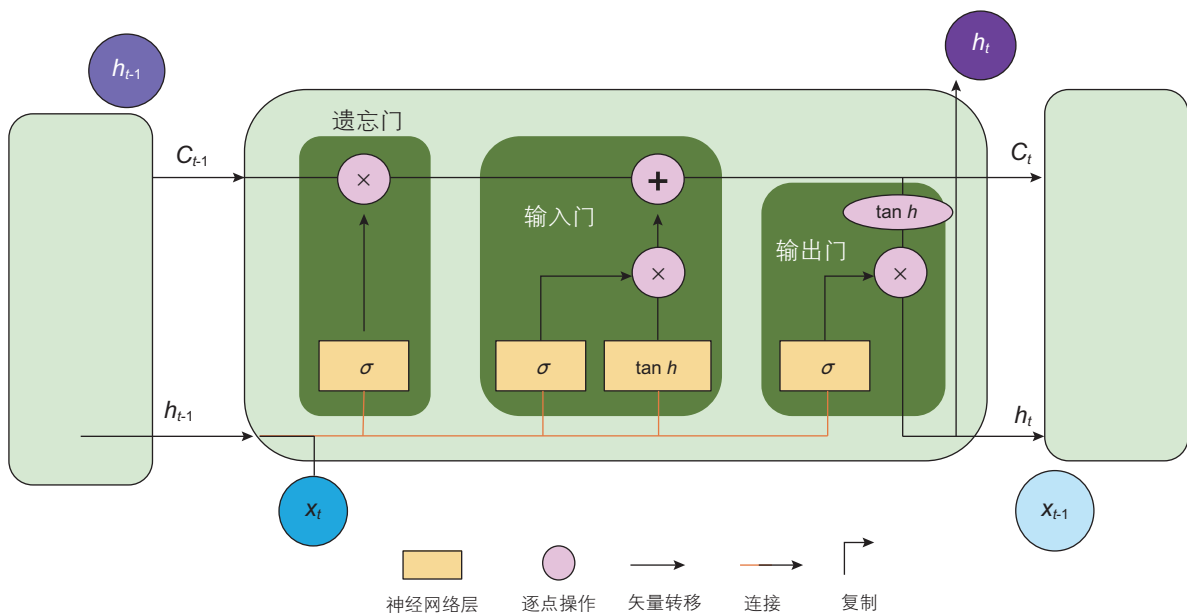 h_{t-1}
h_t
遗忘门
C_{t-1}
×
+
C_t
输入门
tan h
输出门
×
×
σ
σ
tan h
σ
h_{t-1}
h_t
x_t
x_{t-1}
神经网络层
逐点操作
矢量转移
连接
复制